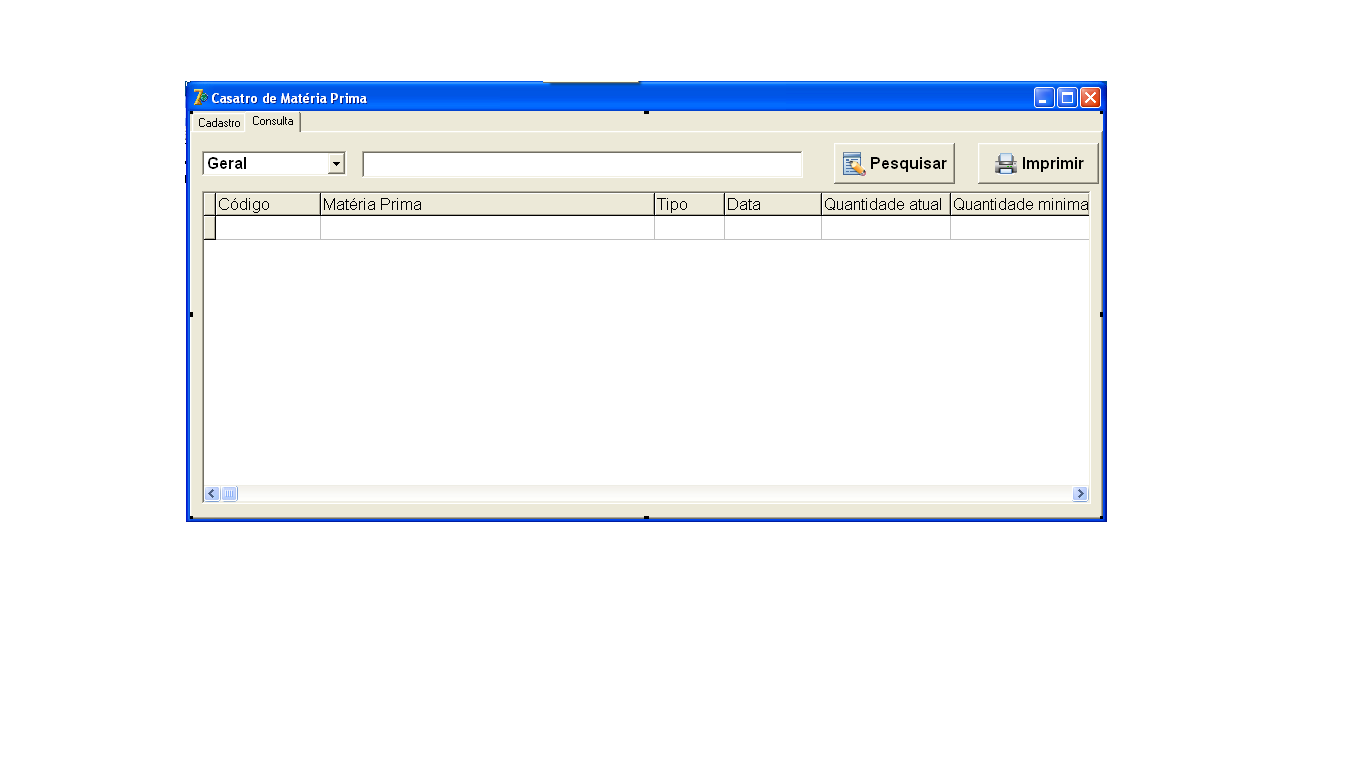 Casatro de Matéria Prima
Cadastro Consulta
Geral Pesquisar Imprimir
Código Matéria Prima Tipo Data Quantidade atual Quantidade minima